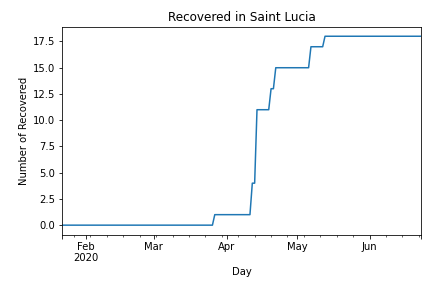 Recovered in Saint Lucia
17.5
15.0
12.5
10.0
7.5
5.0
2.5
0.0
Number of Recovered
Feb Mar Apr May Jun
2020
Day